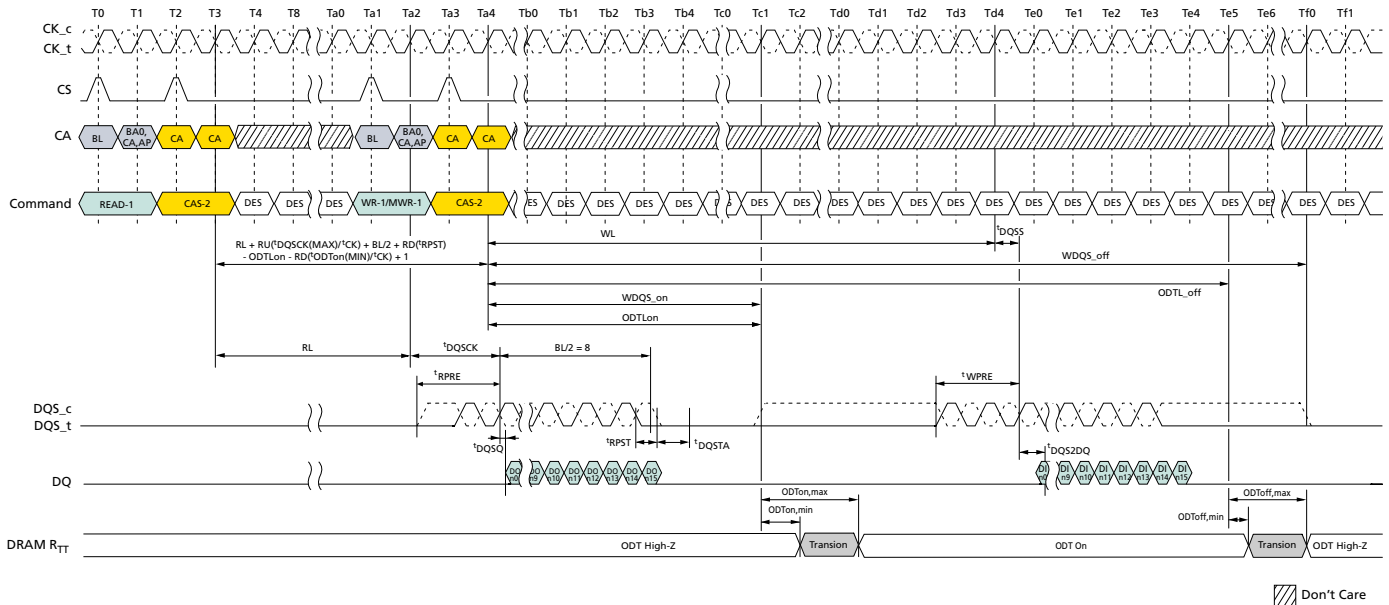 T0 T1 T2 T3 T4 T8 Ta0 Ta1 Ta2 Ta3 Ta4 Tb0 Tb1 Tb2 Tb3 Tb4 Tc0 Tc1 Tc2 Td0 Td1 Td2 Td3 Td4 Te0 Te1 Te2 Te3 Te4 Te5 Te6 Tf0 Tf1
CK_c
CK_t
CS
CA BL BA0, CA,AP CA CA BL BA0, CA,AP CA CA
Command READ-1 CAS-2 DES DES DES WR-1/MWR-1 CAS-2 DES DES DES DES DES DES DES DES DES DES DES DES DES DES DES DES DES DES DES DES DES DES
WL tDQSS
RL + RU(tDQSCK(MAX)/tCK) + BL/2 + RD(tRPST)
- ODTLon - RD(tODTon(MIN)/tCK) + 1
WDQS_off
ODTL_off
WDQS_on
ODTLon
RL tDQSCK BL/2 = 8
tRPRE tWPRE
DQS_c
DQS_t
tDQSQ tRPST tDQSTA tDQS2DQ
DQ DO n0 DO n9 DO n10 DO n11 DO n12 DO n13 DO n14 DO n15 DI n0 DI n9 DI n10 DI n11 DI n12 DI n13 DI n14 DI n15
ODTon,max ODToff,max
ODTon,min ODToff,min
DRAM RTT ODT High-Z Transion ODT On Transion ODT High-Z
Don't Care